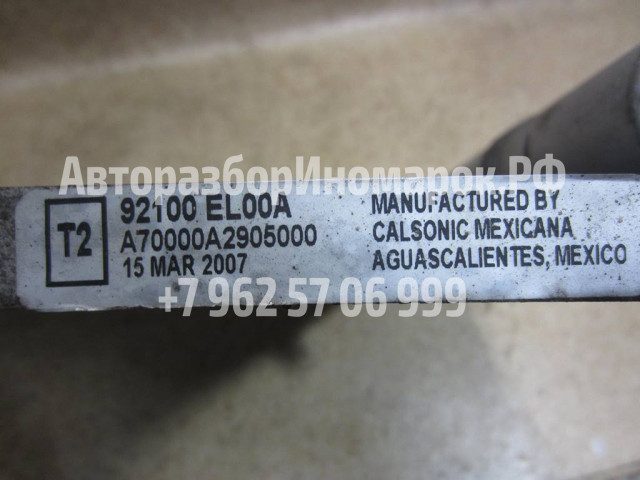 АвторазборИномарок.РФ
T2
92100 EL00A
A70000A2905000
15 MAR 2007
MANUFACTURED BY
CALSONIC MEXICANA
AGUASCALIENTES, MEXICO
+7 962 57 06 999